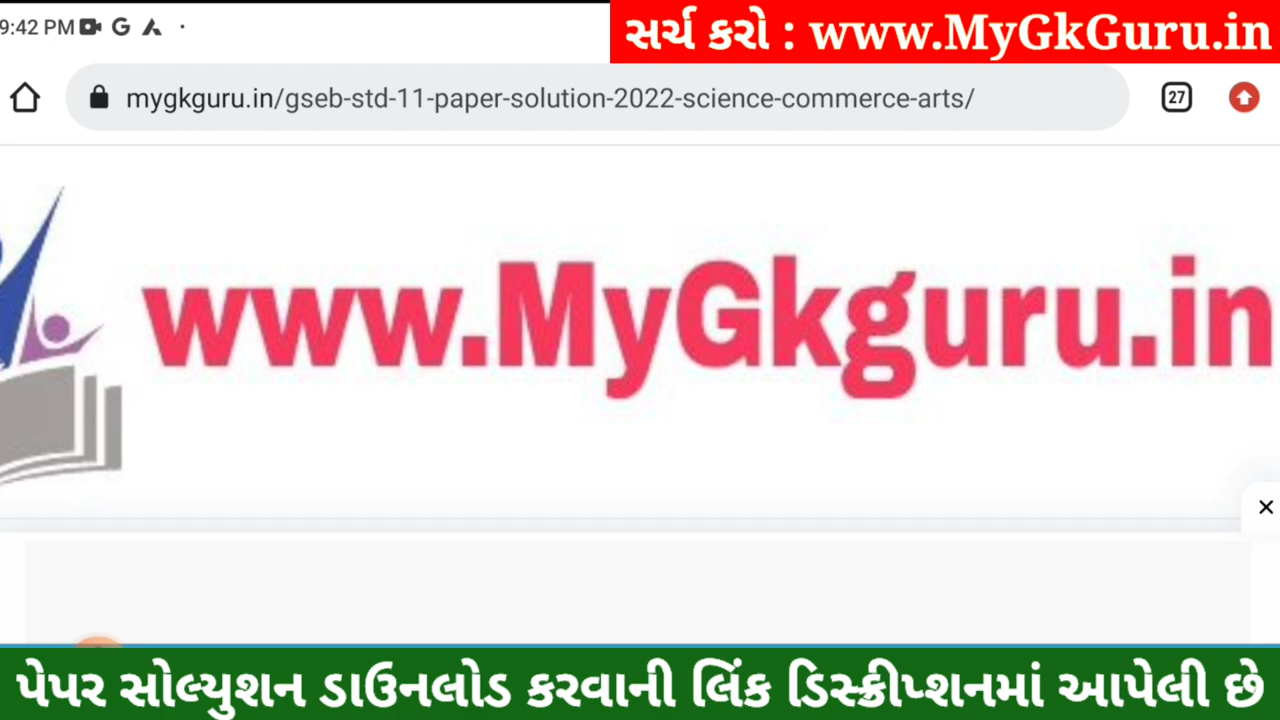 9:42 PM
સર્ચ કરો : www.MyGkGuru.in
mygkguru.in/gseb-std-11-paper-solution-2022-science-commerce-arts/
27
www.MyGkguru.in
પેપર સોલ્યુશન ડાઉનલોડ કરવાની લિંક ડિસ્ક્રીપ્શનમાં આપેલી છે